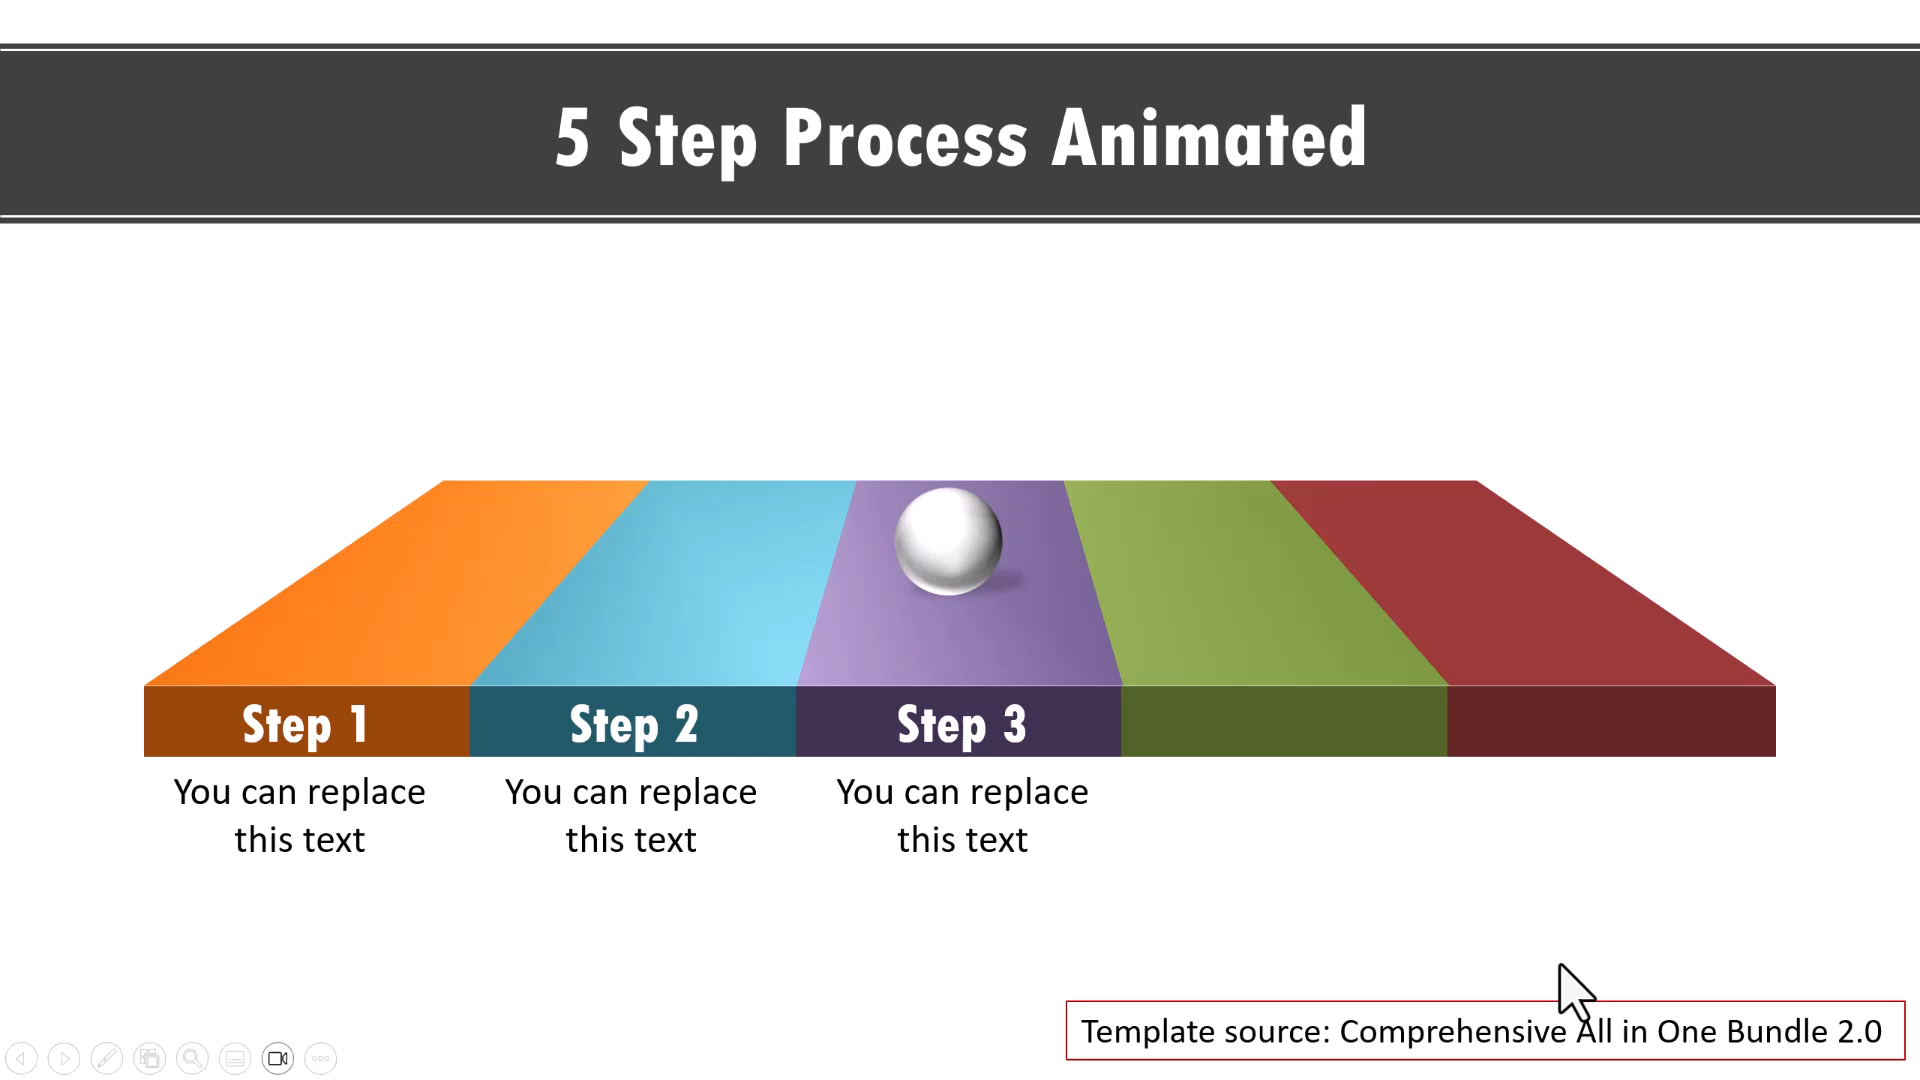 5 Step Process Animated
Step 1 Step 2 Step 3
You can replace You can replace You can replace
this text this text this text
Template source: Comprehensive All in One Bundle 2.0